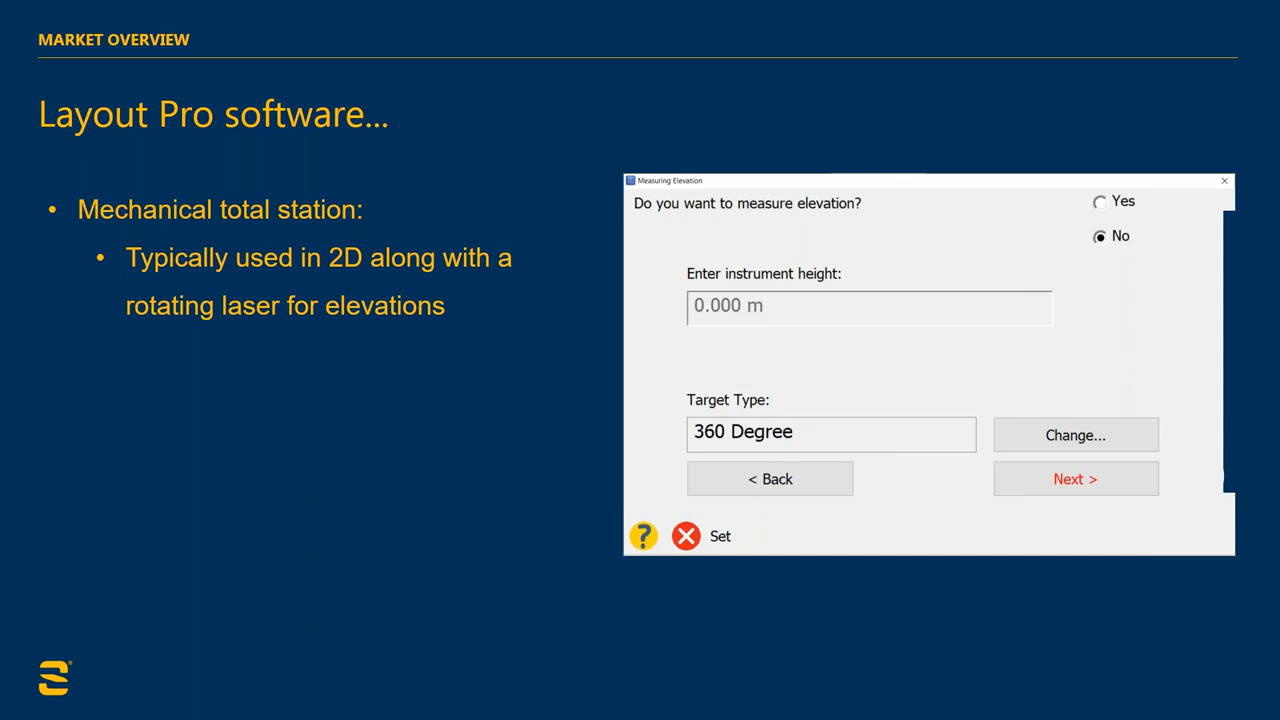 MARKET OVERVIEW
Layout Pro software...
• Mechanical total station:
• Typically used in 2D along with a
rotating laser for elevations
Measuring Elevation
Do you want to measure elevation?
Yes
No
Enter instrument height:
0.000 m
Target Type:
360 Degree
Change...
< Back
Next >
? Set